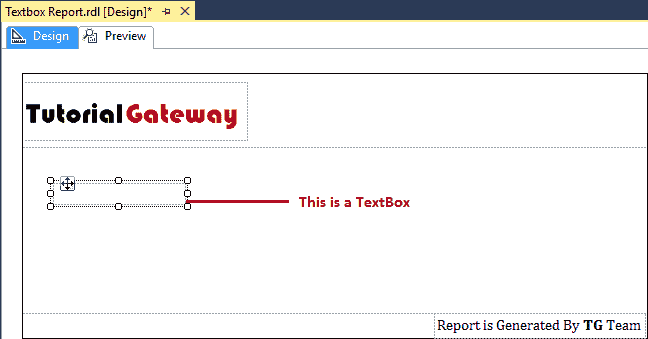 Textbox Report.rdl [Design]*
Design Preview
TutorialGateway
This is a TextBox
Report is Generated By TG Team